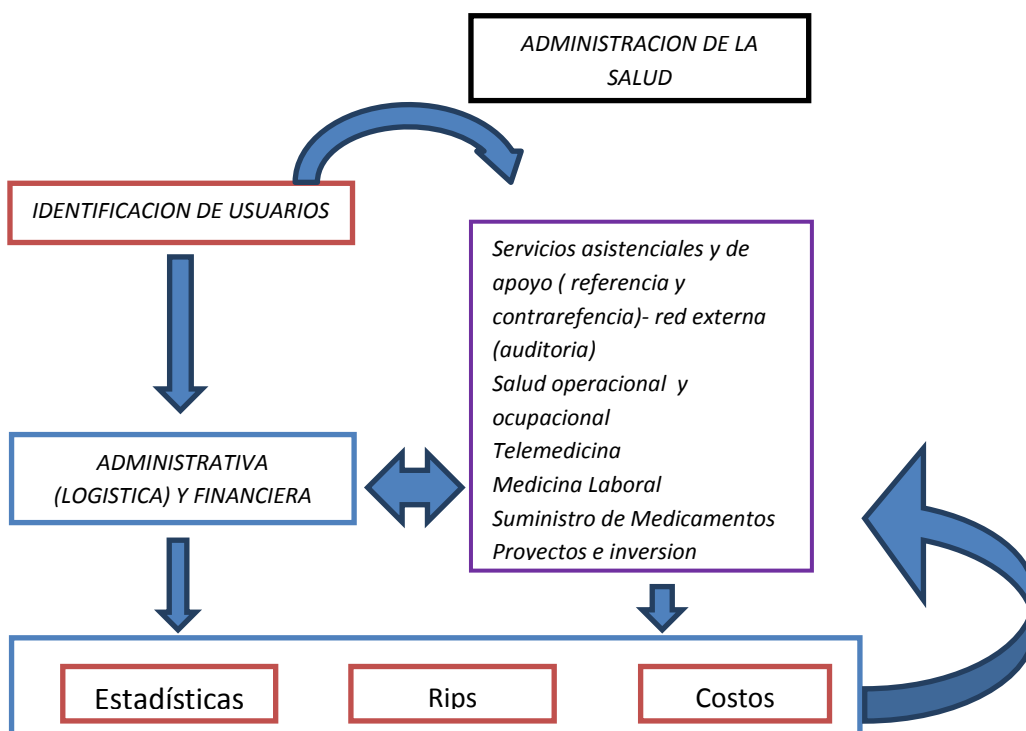 ADMINISTRACION DE LA
SALUD
IDENTIFICACION DE USUARIOS
Servicios asistenciales y de
apoyo ( referencia y
contrarefencia)- red externa
(auditoria)
Salud operacional y
ocupacional
Telemedicina
Medicina Laboral
Suministro de Medicamentos
Proyectos e inversion
ADMINISTRATIVA
(LOGISTICA) Y FINANCIERA
Estadísticas
Rips
Costos